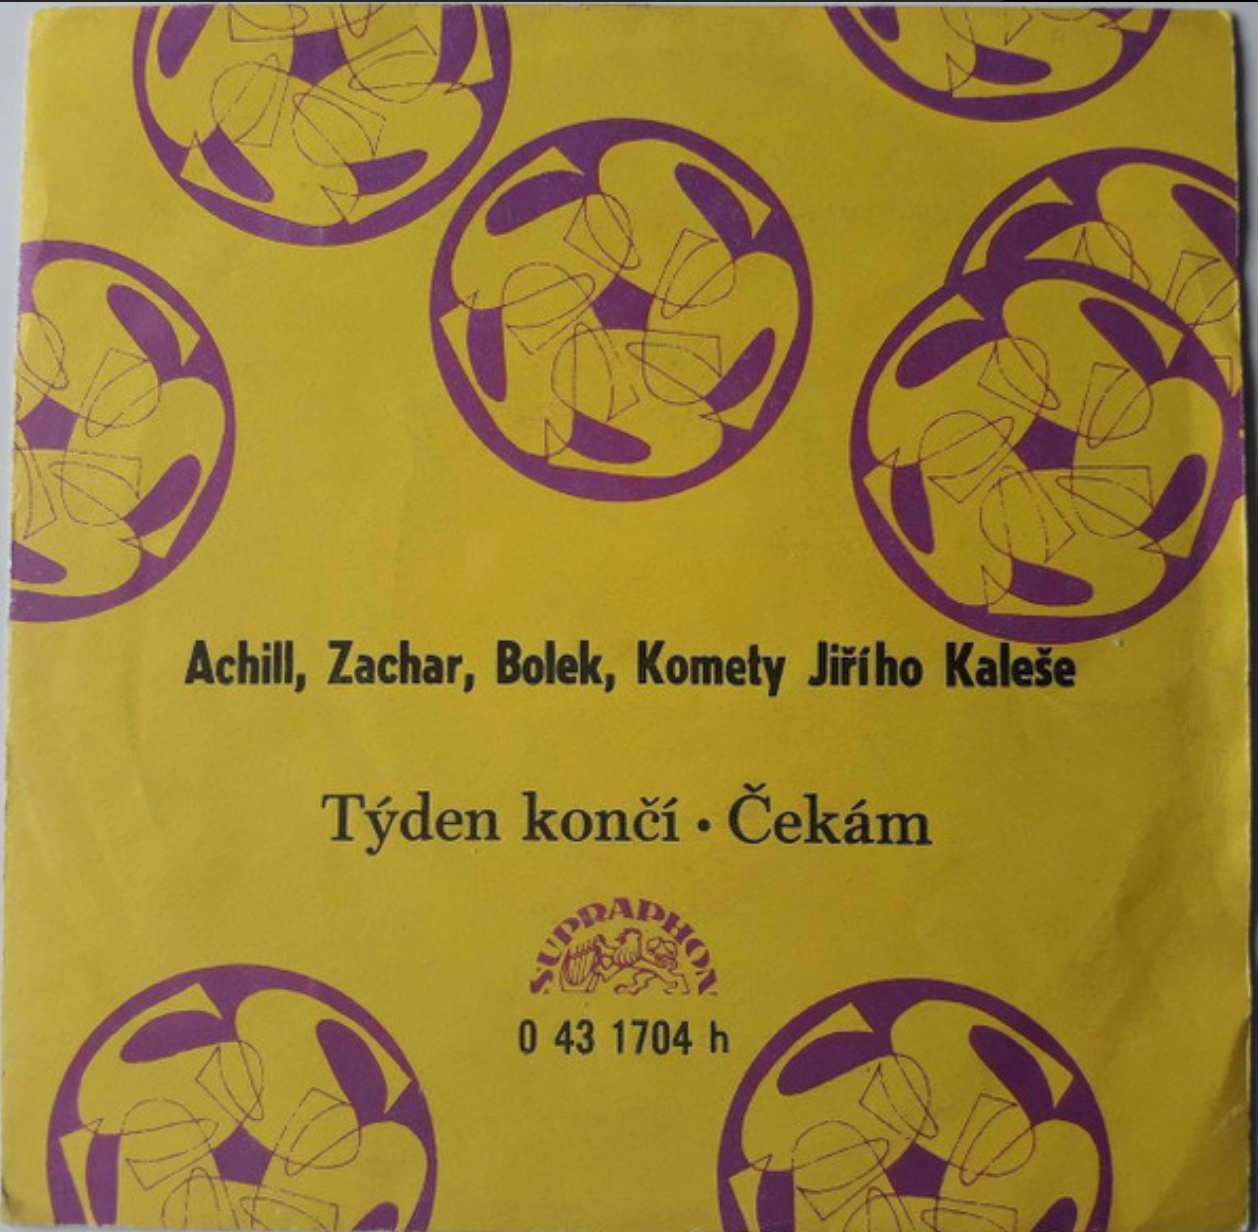 Achill, Zachar, Bolek, Komety Jiřího Kaleše
Týden končí · Čekám
SUPRAPHON
0 43 1704 h